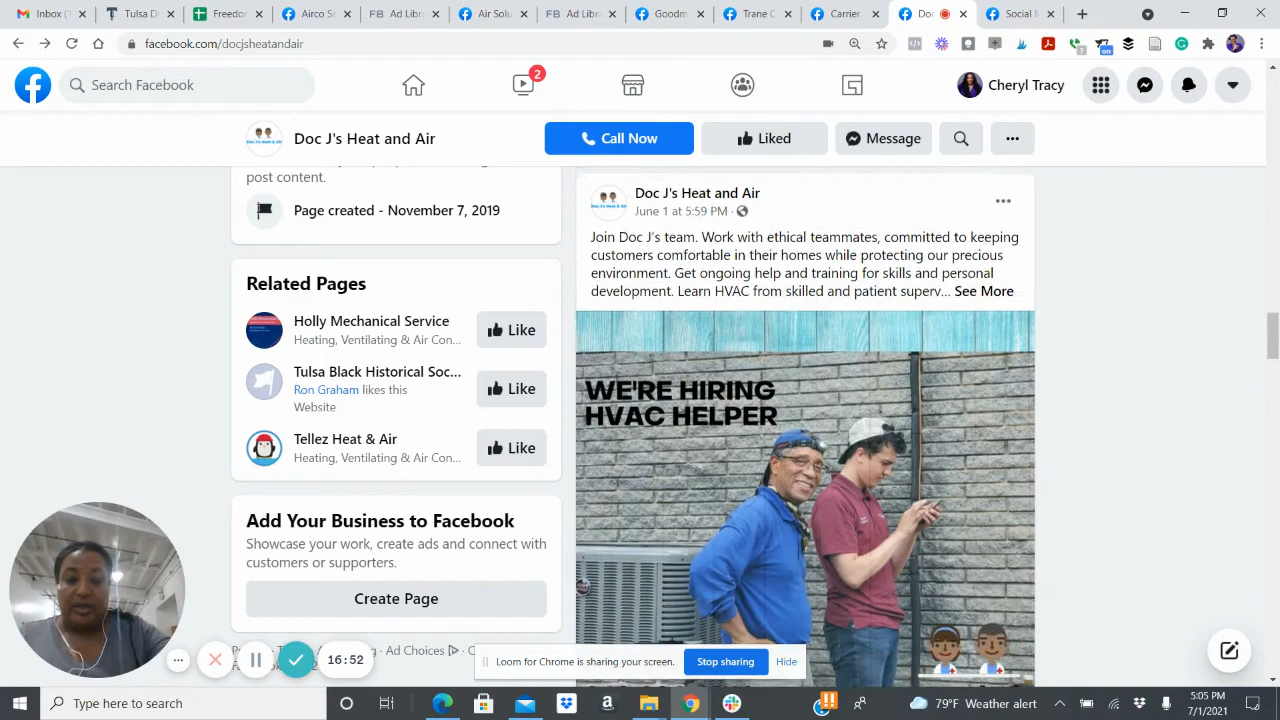 Inbox (1
Tulsa D
Freedo
Social
Ad Libr
Air Solu
Ad Libre
Goodm
Trane C
Carrier
Doc
Social M
facebook.com/docjsheatandair
Search Facebook
2
Cheryl Tracy
Doc J's Heat and Air
Call Now
Liked
Message
post content.
Page created - November 7, 2019
Related Pages
Holly Mechanical Service
Heating, Ventilating & Air Con...
Like
Tulsa Black Historical Soc...
Ron Graham likes this
Website
Like
Tellez Heat & Air
Heating, Ventilating & Air Con...
Like
Add Your Business to Facebook
Showcase your work, create ads and connect with
customers or supporters.
Create Page
· Ad Choices
Doc J's Heat and Air
June 1 at 5:59 PM ·
Join Doc J's team. Work with ethical teammates, committed to keeping
customers comfortable in their homes while protecting our precious
environment. Get ongoing help and training for skills and personal
development. Learn HVAC from skilled and patient superv... See More
WE'RE HIRING
HVAC HELPER
16:52
Loom for Chrome is sharing your screen.
Stop sharing
Hide
Type here to search
79°F Weather alert
5:05 PM
7/1/2021